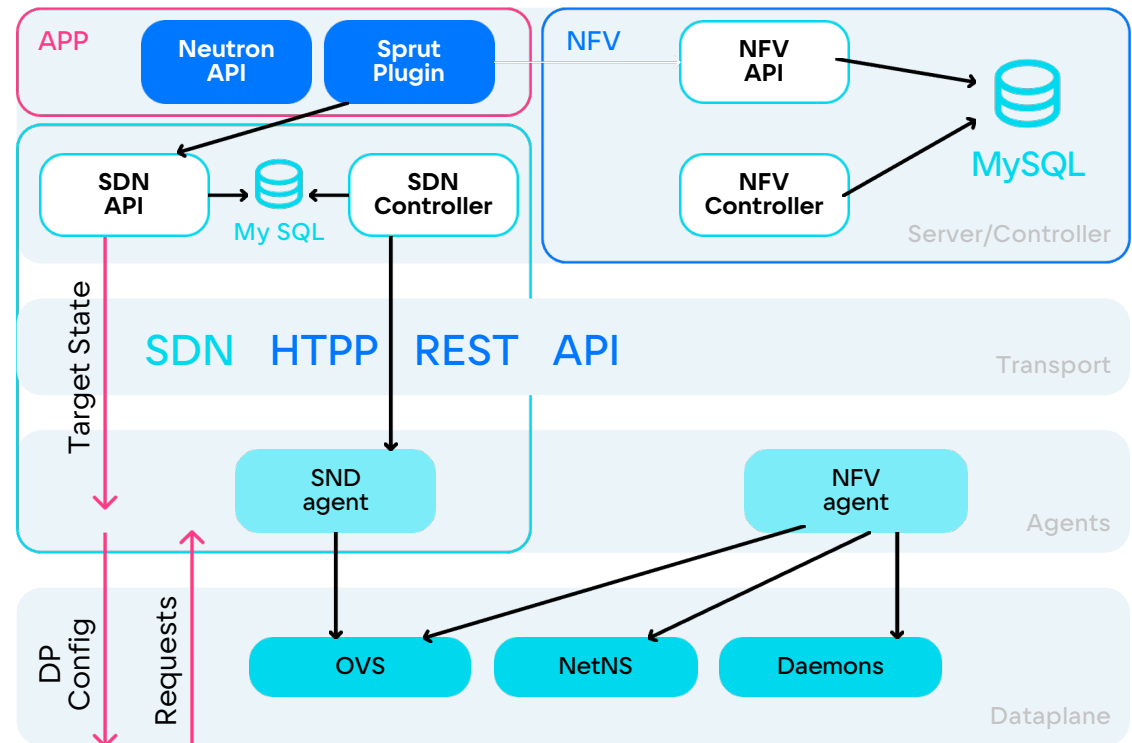 APP
Neutron
API
Sprut
Plugin
NFV
NFV
API
MySQL
SDN
API
My SQL
SDN
Controller
NFV
Controller
Server/Controller
Target State
SDN HTPP REST API
Transport
SND
agent
NFV
agent
Agents
DP
Config
Requests
OVS
NetNS
Daemons
Dataplane